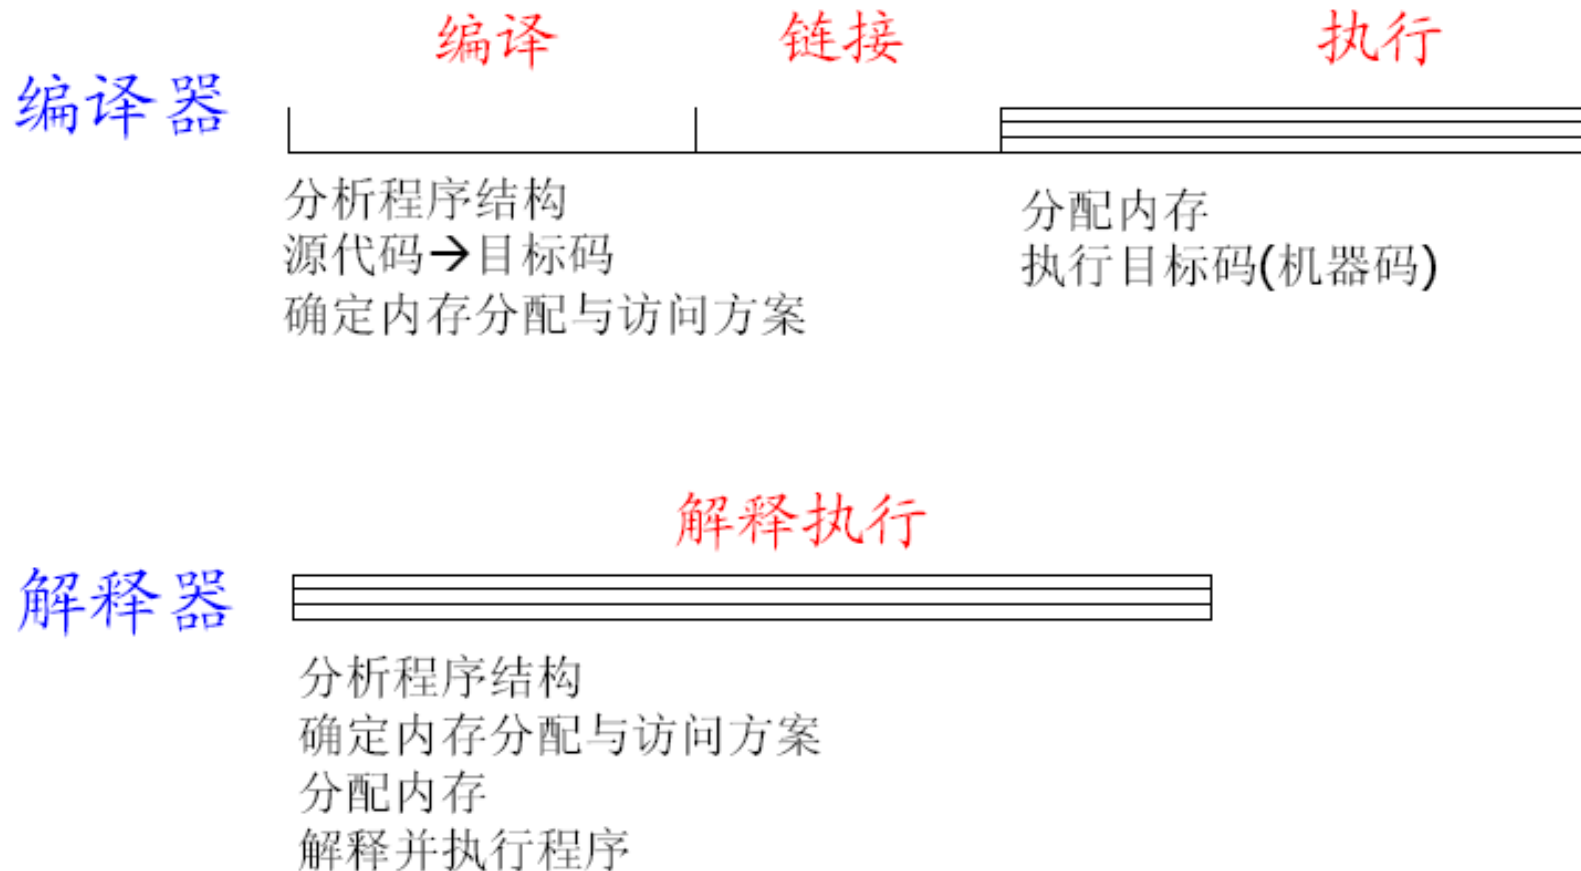 编译 链接 执行
编译器
分析程序结构
源代码→目标码
确定内存分配与访问方案
分配内存
执行目标码(机器码)
解释执行
解释器
分析程序结构
确定内存分配与访问方案
分配内存
解释并执行程序